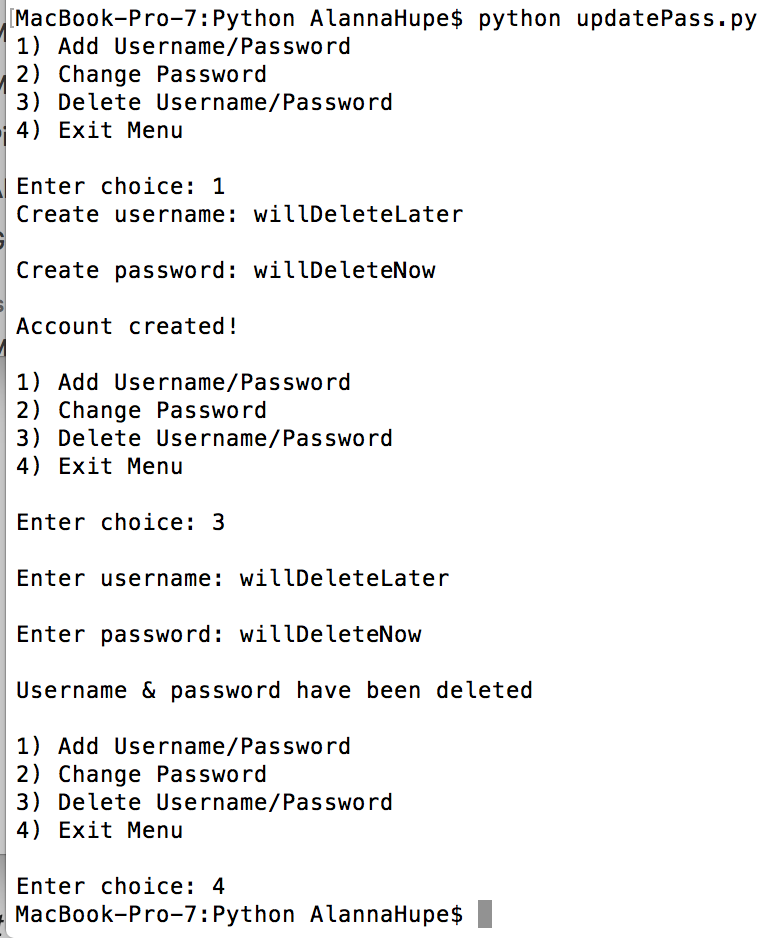 [MacBook-Pro-7:Python AlannaHupe$ python updatePass.py
1) Add Username/Password
2) Change Password
3) Delete Username/Password
4) Exit Menu
Enter choice: 1
Create username: willDeleteLater
Create password: willDeleteNow
Account created!
1) Add Username/Password
2) Change Password
3) Delete Username/Password
4) Exit Menu
Enter choice: 3
Enter username: willDeleteLater
Enter password: willDeleteNow
Username & password have been deleted
1) Add Username/Password
2) Change Password
3) Delete Username/Password
4) Exit Menu
Enter choice: 4
MacBook-Pro-7:Python AlannaHupe$